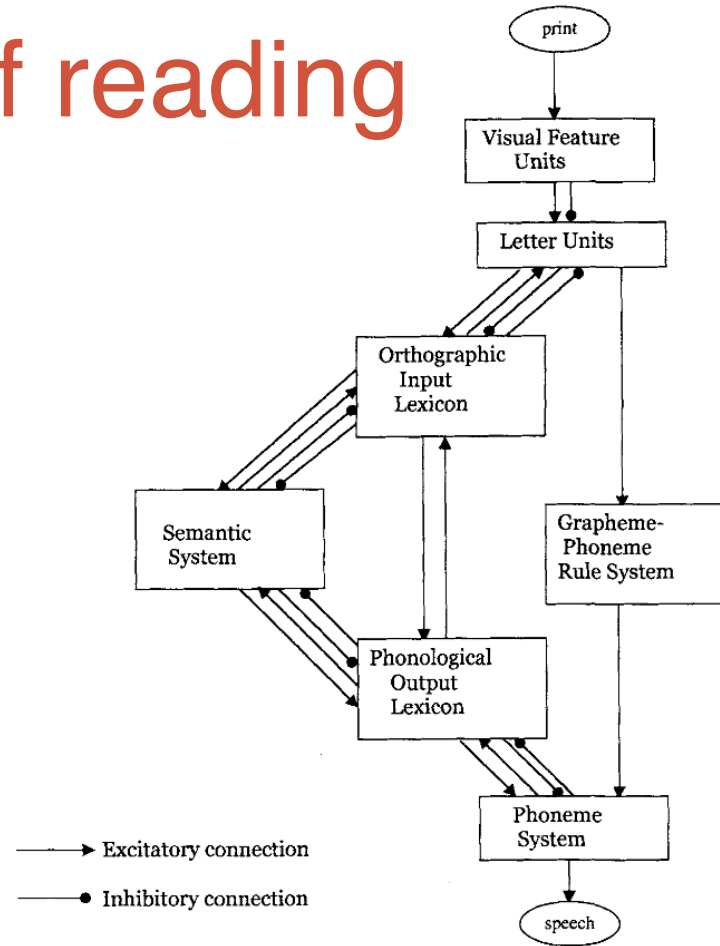 f reading
print
Visual Feature
Units
Letter Units
Orthographic
Input
Lexicon
Semantic
System
Grapheme-
Phoneme
Rule System
Phonological
Output
Lexicon
Phoneme
System
Excitatory connection
Inhibitory connection
speech